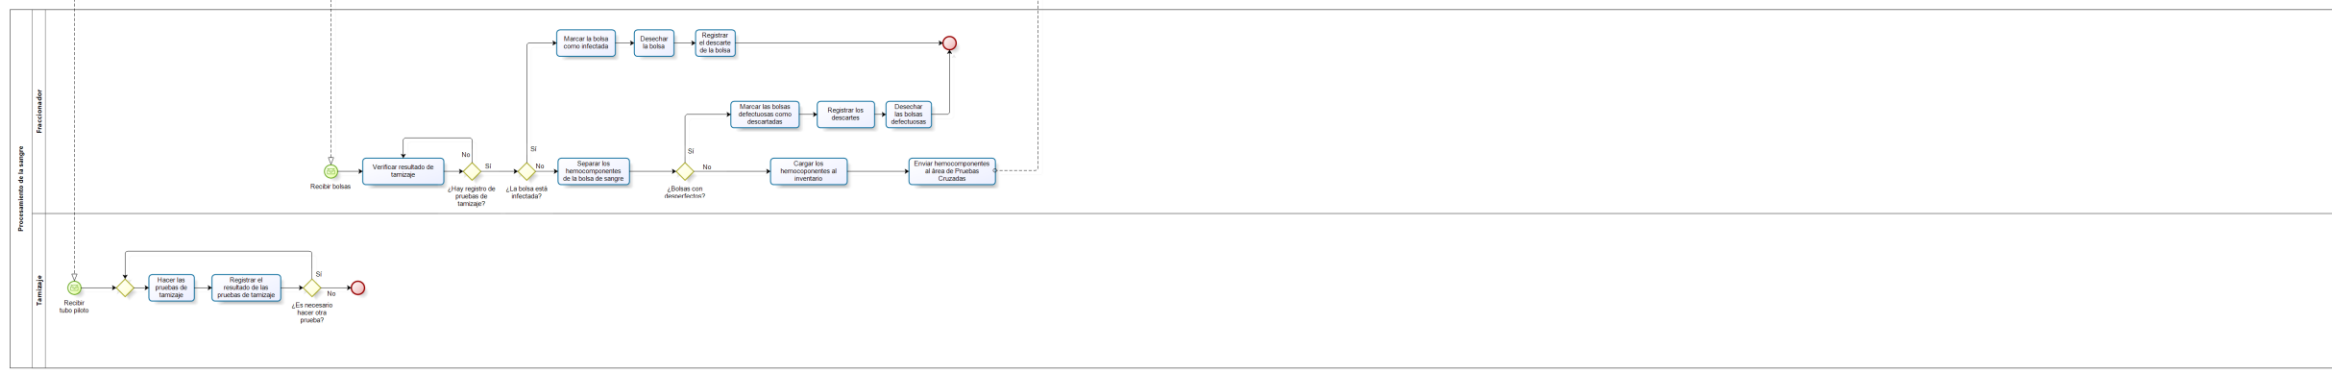 Procesamiento de la sangre
Fraccionador
Marcar la bolsa
como infectada
Desechar
la bolsa
Registrar
el descarte
de la bolsa
Marcar las bolsas
defectuosas como
descartadas
Registrar los
descartes
Desechar
las bolsas
defectuosas
Recibir bolsas
Verificar resultado de
tamizaje
No
Sí
¿Hay registro de
pruebas de
tamizaje?
Sí
No
¿La bolsa está
infectada?
Separar los
hemocomponentes
de la bolsa de sangre
Sí
No
¿Bolsas con
desperfectos?
Cargar los
hemocoponentes al
inventario
Enviar hemocomponentes
al área de Pruebas
Cruzadas
Tamizaje
Recibir
tubo piloto
Hacer las
pruebas de
tamizaje
Registrar el
resultado de las
pruebas de tamizaje
Sí
No
¿Es necesario
hacer otra
prueba?